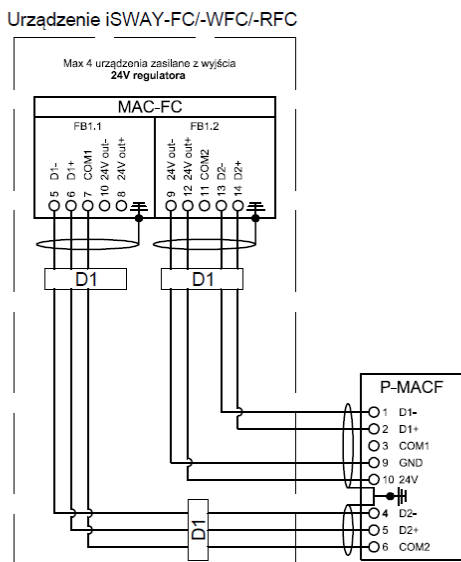 Urządzenie iSWAY-FC/-WFC/-RFC
Max 4 urządzenia zasilane z wyjścia
24V regulatora
MAC-FC
FB1.1
FB1.2
5 D1-
6 D1+
7 COM1
10 24V out-
8 24V out+
9 24V out-
12 24V out+
11 COM2
13 D2-
14 D2+
D1
D1
P-MACF
1 D1-
2 D1+
3 COM1
9 GND
10 24V
4 D2-
5 D2+
6 COM2
D1